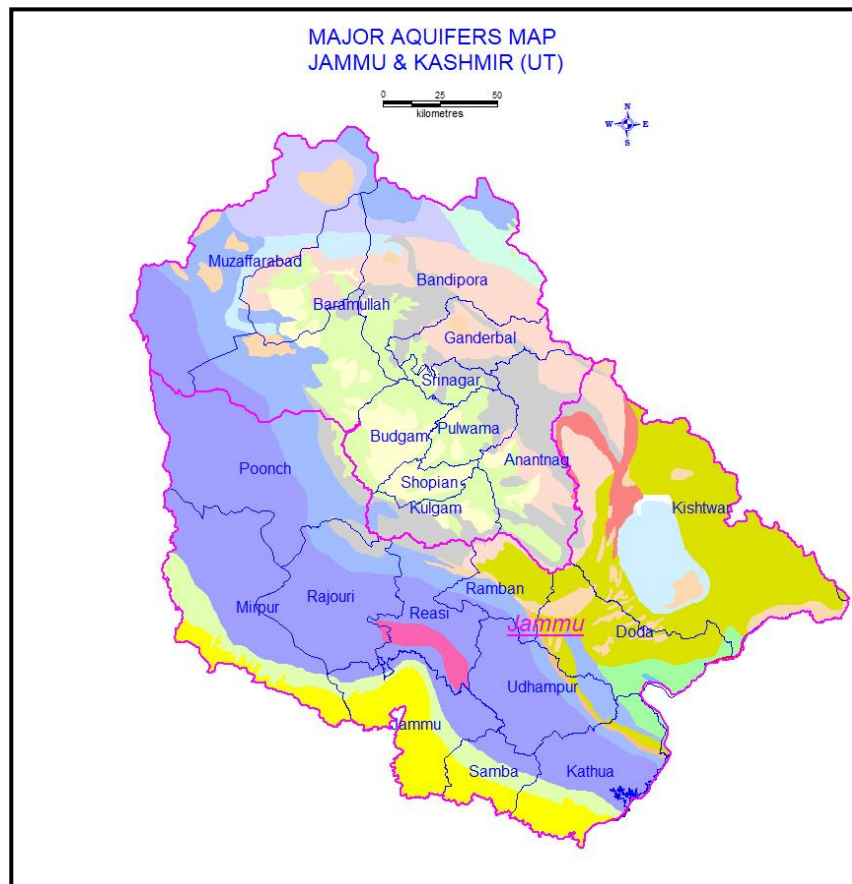 MAJOR AQUIFERS MAP
JAMMU & KASHMIR (UT)
0 25 50
kilometres
N
W E
S
Muzaffarabad
Bandipora
Baramullah
Ganderbal
Srinagar
Budgam
Pulwama
Anantnag
Poonch
Shopian
Kishtwar
Kulgam
Ramban
Mirpur
Rajouri
Reasi
Jammu
Doda
Udhampur
Jammu
Samba
Kathua